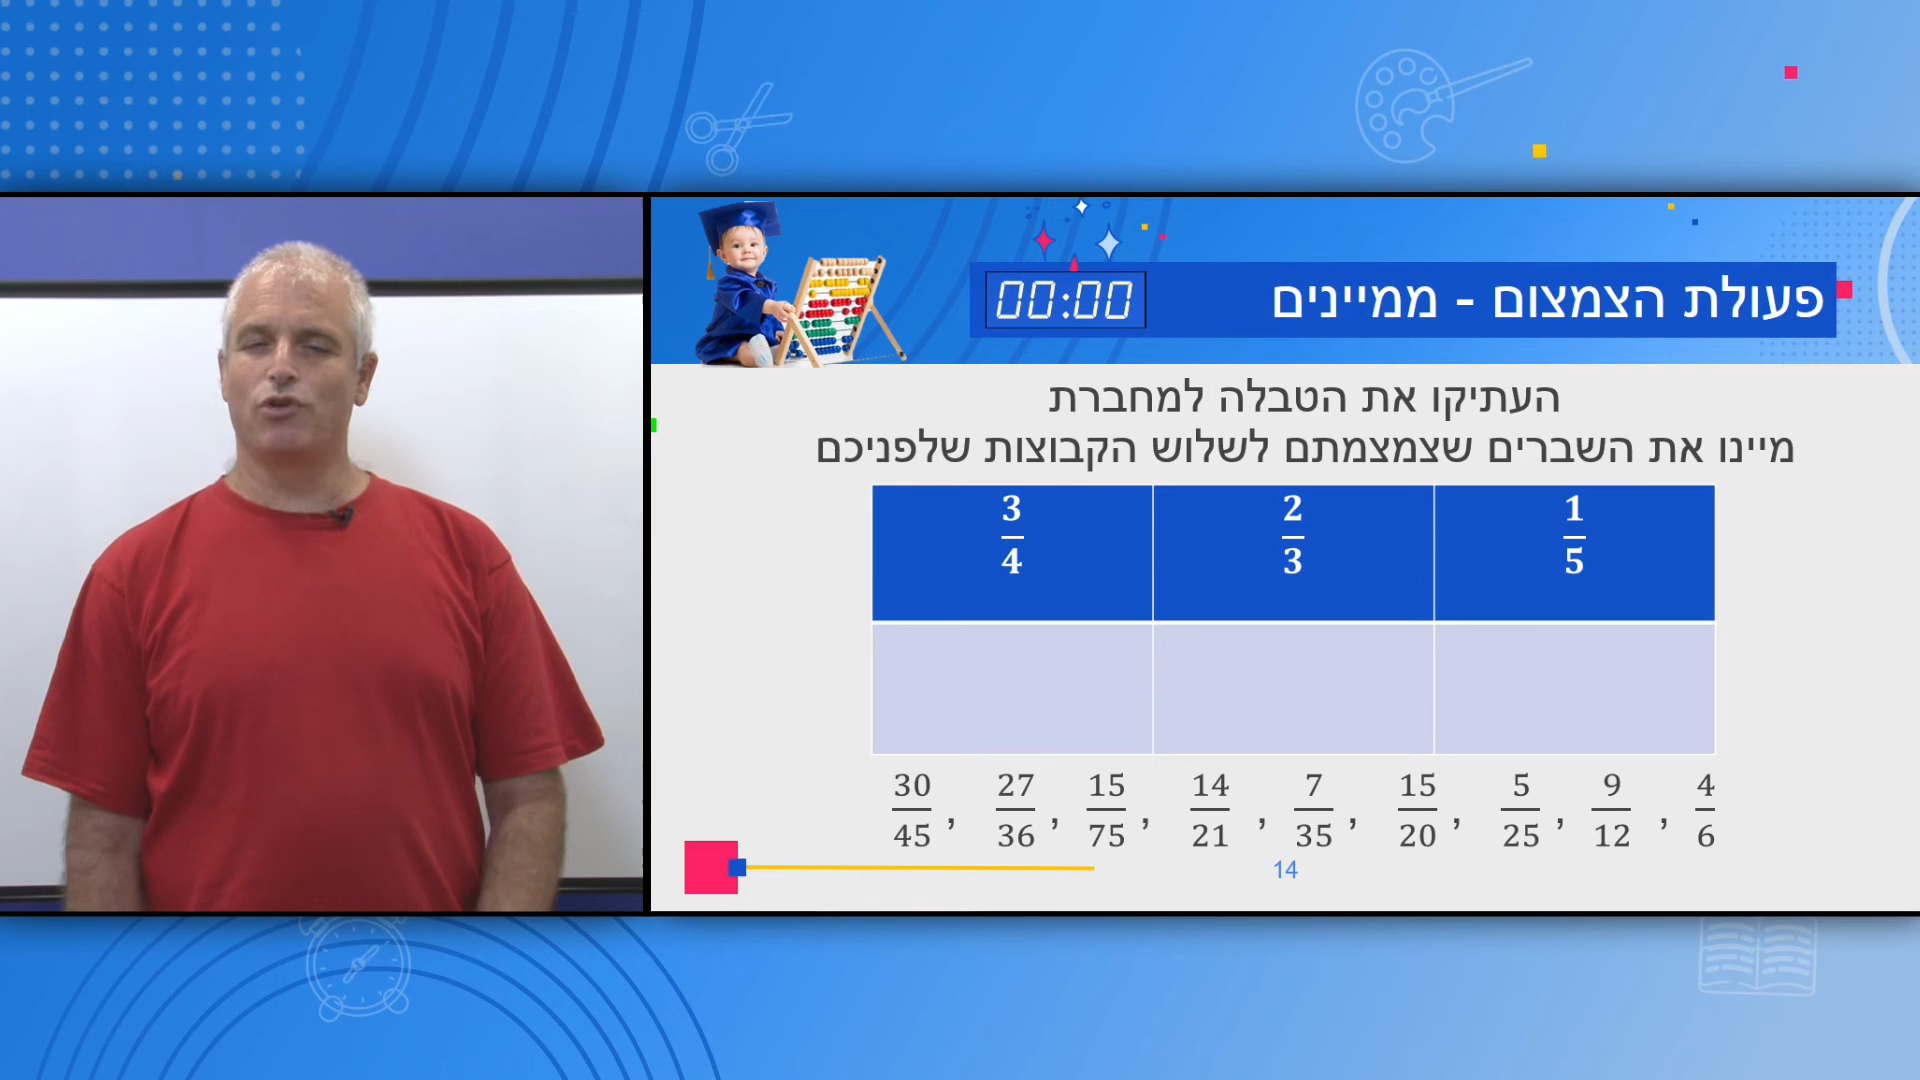 פעולת הצמצום - ממיינים
00:00
העתיקו את הטבלה למחברת
מיינו את השברים שצמצמתם לשלוש הקבוצות שלפניכם
3/4 2/3 1/5
30/45 , 27/36 , 15/75 , 14/21 , 7/35 , 15/20 , 5/25 , 9/12 , 4/6
14